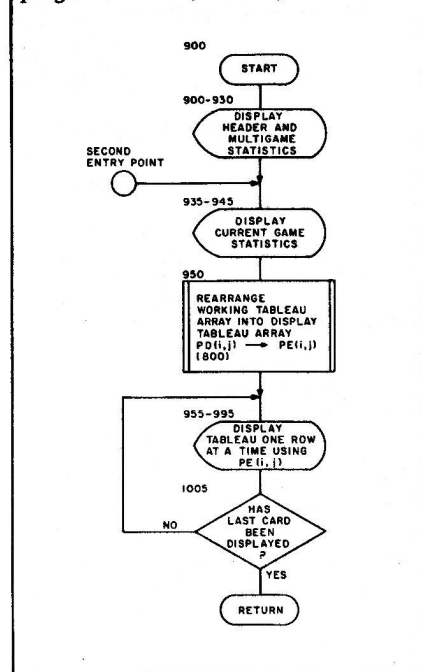 900
START
900-930
DISPLAY
HEADER AND
MULTIGAME
STATISTICS
SECOND
ENTRY POINT
935-945
DISPLAY
CURRENT GAME
STATISTICS
950
REARRANGE
WORKING TABLEAU
ARRAY INTO DISPLAY
TABLEAU ARRAY
PD(i,j) → PE(i,j)
(800)
955-995
DISPLAY
TABLEAU ONE ROW
AT A TIME USING
PE(i,j)
1005
HAS
LAST CARD
BEEN
DISPLAYED
?
NO
YES
RETURN